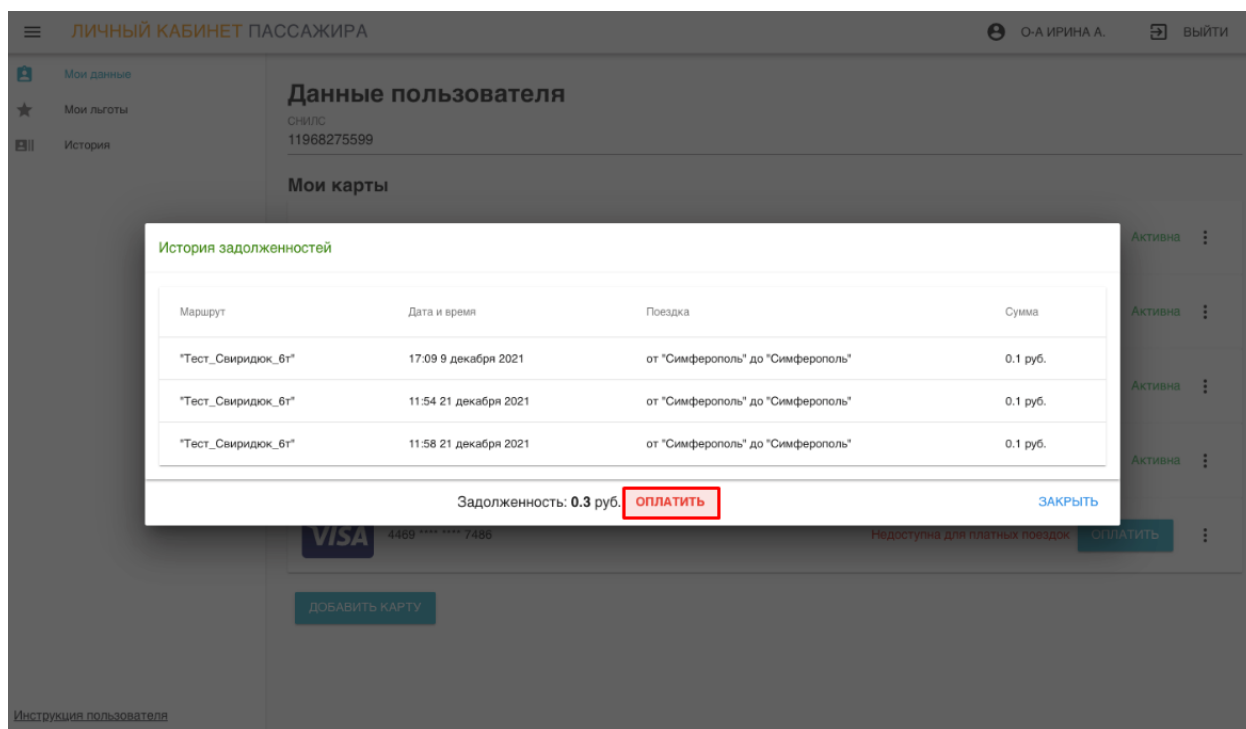 ЛИЧНЫЙ КАБИНЕТ ПАССАЖИРА О-А ИРИНА А. ВЫЙТИ
Мои данные
Мои льготы
История
Данные пользователя
СНИЛС
11968275599
Мои карты
Активна
Активна
Активна
Активна
История задолженностей
Маршрут Дата и время Поездка Сумма
"Тест_Свиридюк_6т" 17:09 9 декабря 2021 от "Симферополь" до "Симферополь" 0.1 руб.
"Тест_Свиридюк_6т" 11:54 21 декабря 2021 от "Симферополь" до "Симферополь" 0.1 руб.
"Тест_Свиридюк_6т" 11:58 21 декабря 2021 от "Симферополь" до "Симферополь" 0.1 руб.
Задолженность: 0.3 руб. ОПЛАТИТЬ ЗАКРЫТЬ
VISA 4469 **** **** 7486 Недоступна для платных поездок ОПЛАТИТЬ
ДОБАВИТЬ КАРТУ
Инструкция пользователя